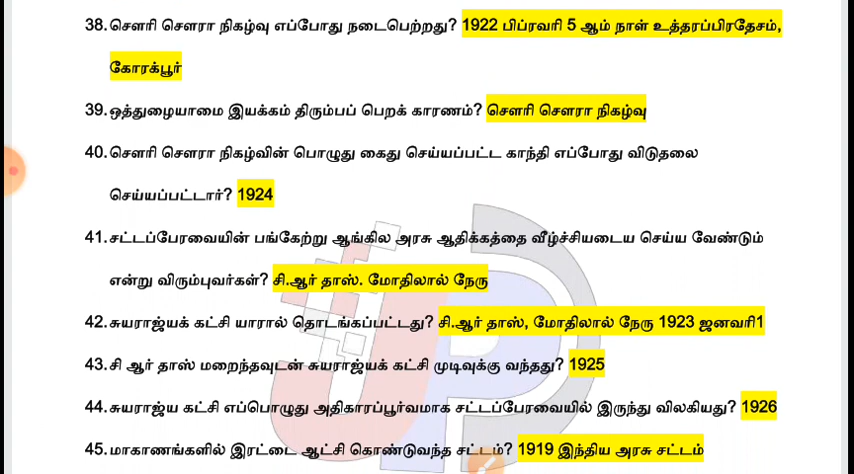 38.சௌரி சௌரா நிகழ்வு எப்போது நடைபெற்றது? 1922 பிப்ரவரி 5 ஆம் நாள் உத்தரப்பிரதேசம்,
கோரக்பூர்
39.ஒத்துழையாமை இயக்கம் திரும்பப் பெறக் காரணம்? சௌரி சௌரா நிகழ்வு
40.சௌரி சௌரா நிகழ்வின் பொழுது கைது செய்யப்பட்ட காந்தி எப்போது விடுதலை
செய்யப்பட்டார்? 1924
41.சட்டப்பேரவையின் பங்கேற்று ஆங்கில அரசு ஆதிக்கத்தை வீழ்ச்சியடைய செய்ய வேண்டும்
என்று விரும்புவர்கள்? சி.ஆர் தாஸ். மோதிலால் நேரு
42.சுயராஜ்யக் கட்சி யாரால் தொடங்கப்பட்டது? சி.ஆர் தாஸ், மோதிலால் நேரு 1923 ஜனவரி1
43.சி ஆர் தாஸ் மறைந்தவுடன் சுயராஜ்யக் கட்சி முடிவுக்கு வந்தது? 1925
44.சுயராஜ்ய கட்சி எப்பொழுது அதிகாரப்பூர்வமாக சட்டப்பேரவையில் இருந்து விலகியது? 1926
45.மாகாணங்களில் இரட்டை ஆட்சி கொண்டுவந்த சட்டம்? 1919 இந்திய அரசு சட்டம்